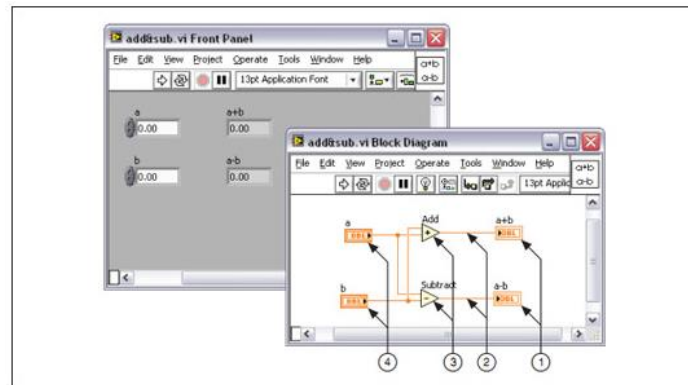 add&sub.vi Front Panel
File Edit View Project Operate Tools Window Help
a+b
a-b
13pt Application Font
a
0.00
a+b
0.00
b
0.00
a-b
0.00
add&sub.vi Block Diagram
File Edit View Project Operate Tools Window Help
a+b
a-b
13pt Applic
a
DBL
Add
+
a+b
DBL
b
DBL
Subtract
-
a-b
DBL
4 3 2 1